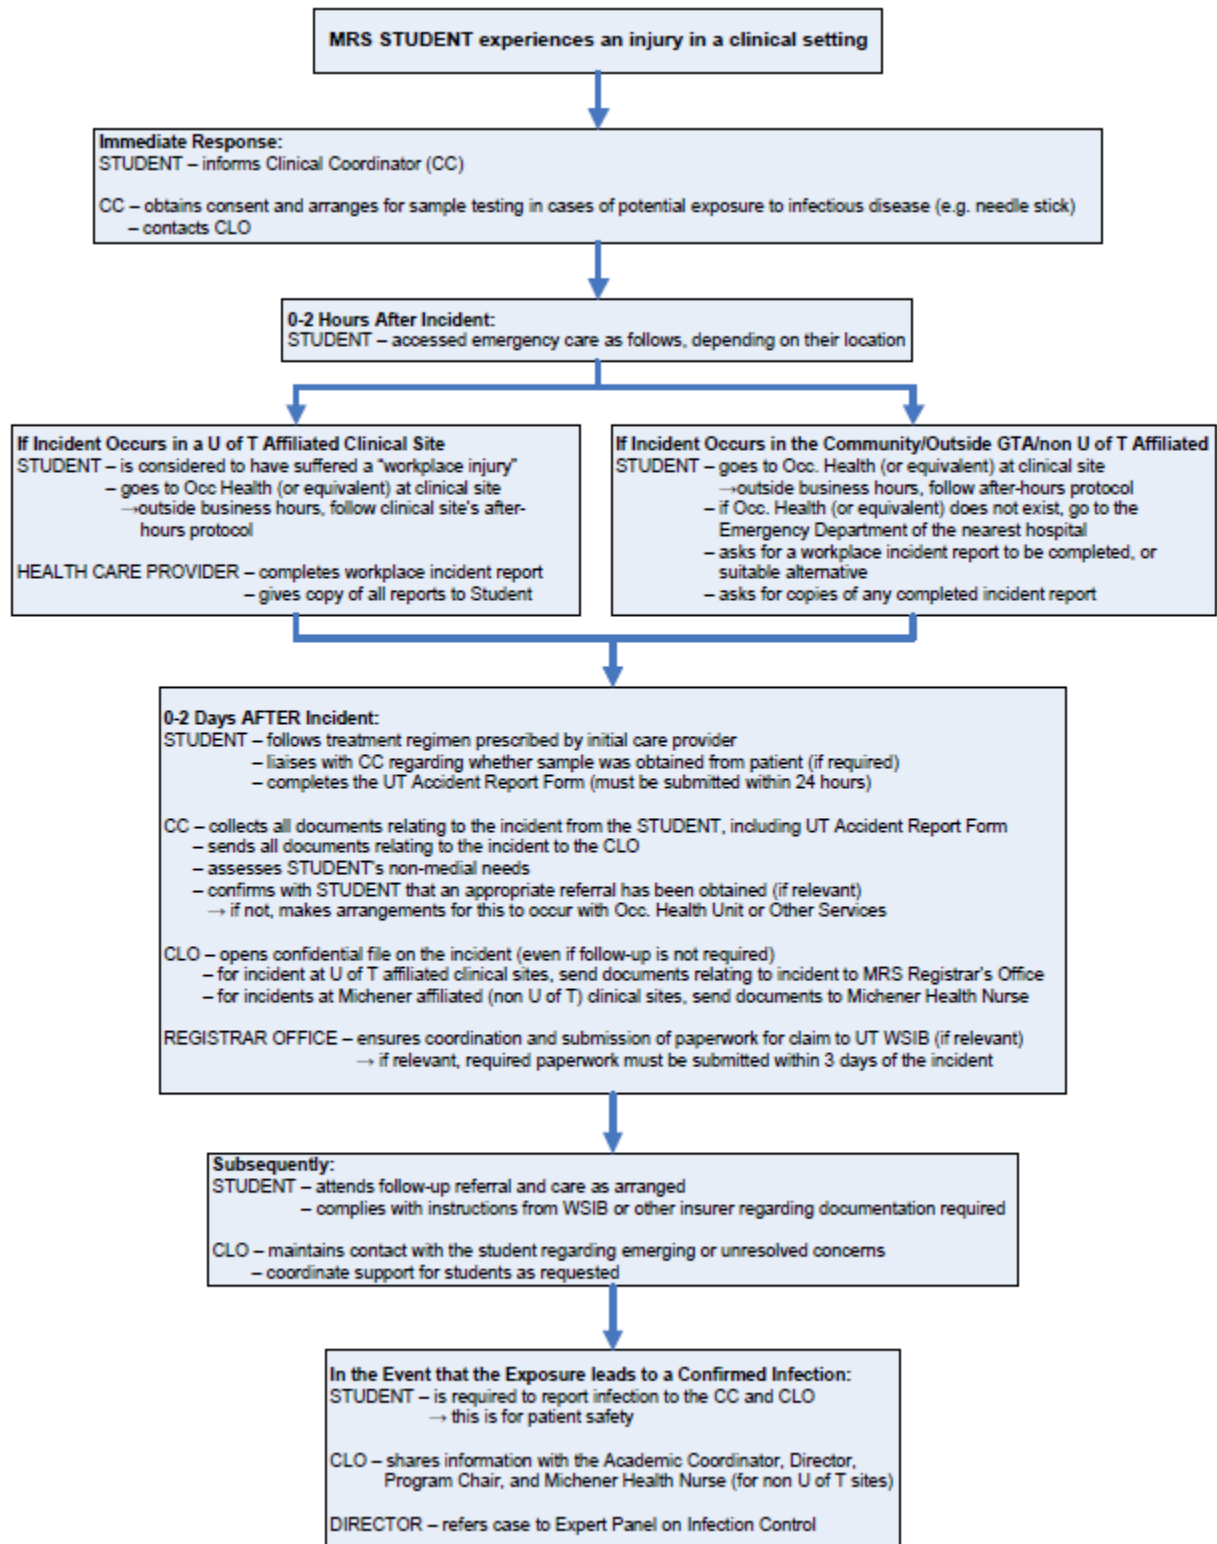 MRS STUDENT experiences an injury in a clinical setting
Immediate Response:
STUDENT – informs Clinical Coordinator (CC)
CC – obtains consent and arranges for sample testing in cases of potential exposure to infectious disease (e.g. needle stick)
– contacts CLO
0-2 Hours After Incident:
STUDENT – accessed emergency care as follows, depending on their location
If Incident Occurs in a U of T Affiliated Clinical Site
STUDENT – is considered to have suffered a "workplace injury"
– goes to Occ Health (or equivalent) at clinical site
→outside business hours, follow clinical site's after-
hours protocol
HEALTH CARE PROVIDER – completes workplace incident report
– gives copy of all reports to Student
If Incident Occurs in the Community/Outside GTA/non U of T Affiliated
STUDENT – goes to Occ. Health (or equivalent) at clinical site
→outside business hours, follow after-hours protocol
– if Occ. Health (or equivalent) does not exist, go to the
Emergency Department of the nearest hospital
– asks for a workplace incident report to be completed, or
suitable alternative
– asks for copies of any completed incident report
0-2 Days AFTER Incident:
STUDENT – follows treatment regimen prescribed by initial care provider
– liaises with CC regarding whether sample was obtained from patient (if required)
– completes the UT Accident Report Form (must be submitted within 24 hours)
CC – collects all documents relating to the incident from the STUDENT, including UT Accident Report Form
– sends all documents relating to the incident to the CLO
– assesses STUDENT's non-medial needs
– confirms with STUDENT that an appropriate referral has been obtained (if relevant)
→ if not, makes arrangements for this to occur with Occ. Health Unit or Other Services
CLO – opens confidential file on the incident (even if follow-up is not required)
– for incident at U of T affiliated clinical sites, send documents relating to incident to MRS Registrar's Office
– for incidents at Michener affiliated (non U of T) clinical sites, send documents to Michener Health Nurse
REGISTRAR OFFICE – ensures coordination and submission of paperwork for claim to UT WSIB (if relevant)
→ if relevant, required paperwork must be submitted within 3 days of the incident
Subsequently:
STUDENT – attends follow-up referral and care as arranged
– complies with instructions from WSIB or other insurer regarding documentation required
CLO – maintains contact with the student regarding emerging or unresolved concerns
– coordinate support for students as requested
In the Event that the Exposure leads to a Confirmed Infection:
STUDENT – is required to report infection to the CC and CLO
→ this is for patient safety
CLO – shares information with the Academic Coordinator, Director,
Program Chair, and Michener Health Nurse (for non U of T sites)
DIRECTOR – refers case to Expert Panel on Infection Control